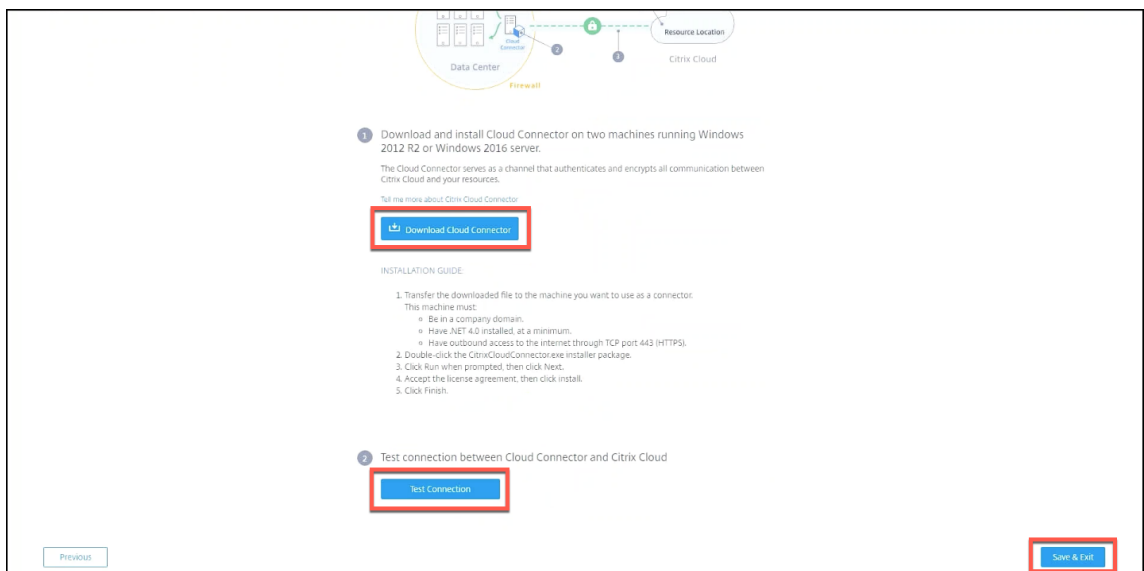 Cloud
Connector
2
3
Resource Location
Data Center
Citrix Cloud
Firewall
1 Download and install Cloud Connector on two machines running Windows
2012 R2 or Windows 2016 server.
The Cloud Connector serves as a channel that authenticates and encrypts all communication between
Citrix Cloud and your resources.
Tell me more about Citrix Cloud Connector
Download Cloud Connector
INSTALLATION GUIDE:
1. Transfer the downloaded file to the machine you want to use as a connector.
This machine must:
Be in a company domain.
Have .NET 4.0 installed, at a minimum.
Have outbound access to the internet through TCP port 443 (HTTPS).
2. Double-click the CitrixCloudConnector.exe installer package.
3. Click Run when prompted, then click Next.
4. Accept the license agreement, then click install.
5. Click Finish.
2 Test connection between Cloud Connector and Citrix Cloud
Test Connection
Previous
Save & Exit